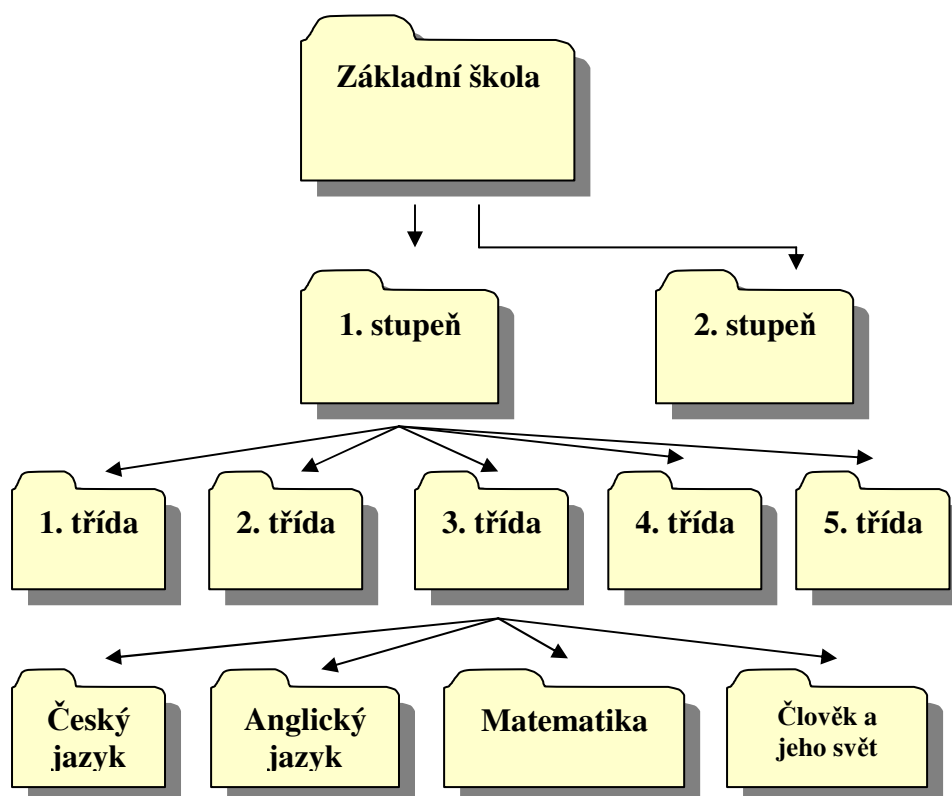 Základní škola
1. stupeň
2. stupeň
1. třída
2. třída
3. třída
4. třída
5. třída
Český
jazyk
Anglický
jazyk
Matematika
Člověk a
jeho svět